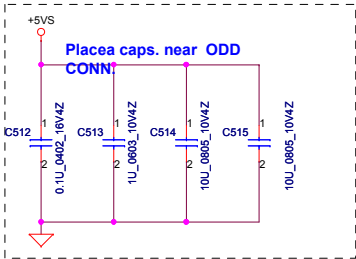 +5VS
Placea caps. near ODD
CONN.
C512
1
2
0.1U_0402_16V4Z
C513
1
2
1U_0603_10V4Z
C514
1
2
10U_0805_10V4Z
C515
1
2
10U_0805_10V4Z